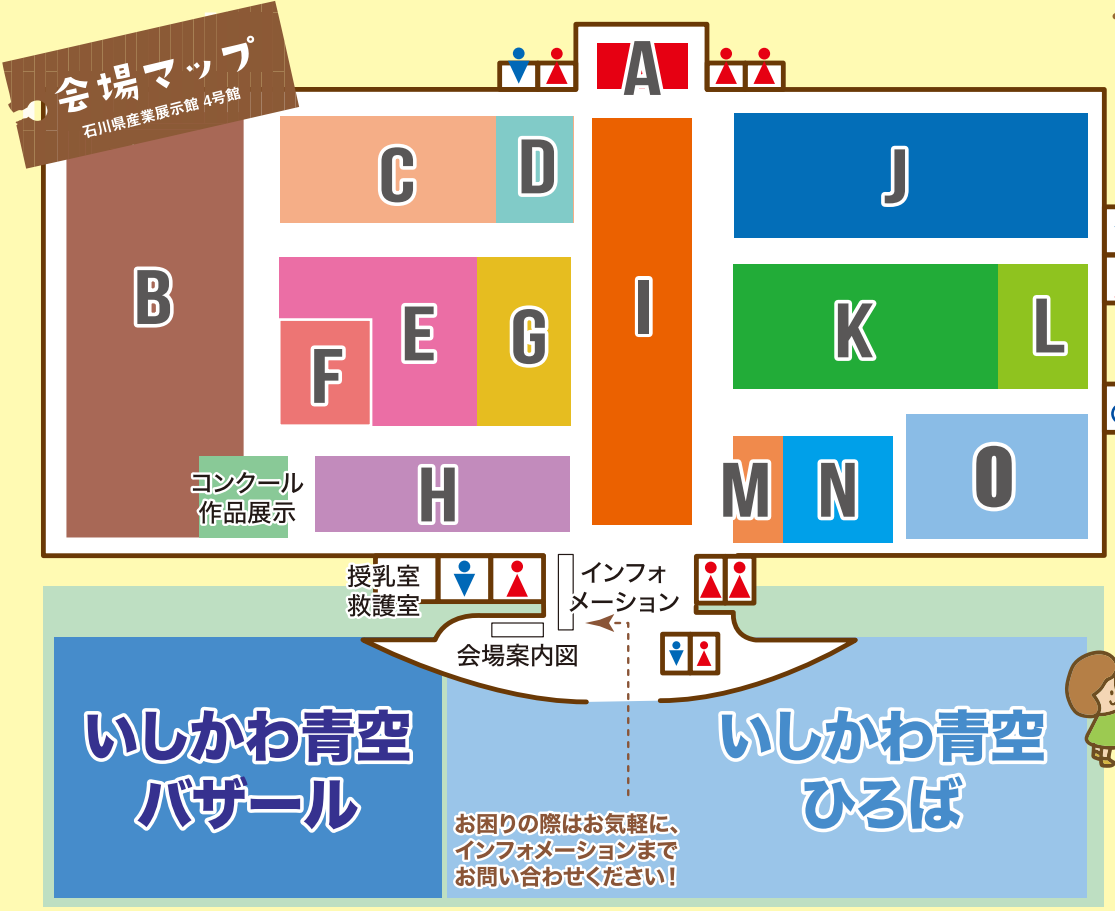 会場マップ
石川県産業展示館 4号館
A
B
C
D
E
F
G
H
I
J
K
L
M
N
O
コンクール
作品展示
授乳室
救護室
インフォ
メーション
会場案内図
いしかわ青空
バザール
いしかわ青空
ひろば
お困りの際はお気軽に、
インフォメーションまで
お問い合わせください!